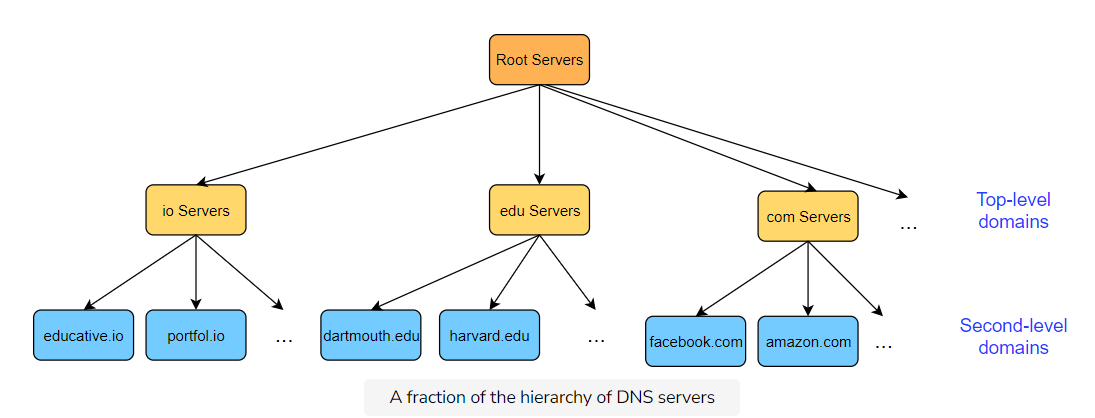 Root Servers
io Servers
edu Servers
com Servers
...
Top-level
domains
educative.io
portfol.io
...
dartmouth.edu
harvard.edu
...
facebook.com
amazon.com
...
Second-level
domains
A fraction of the hierarchy of DNS servers